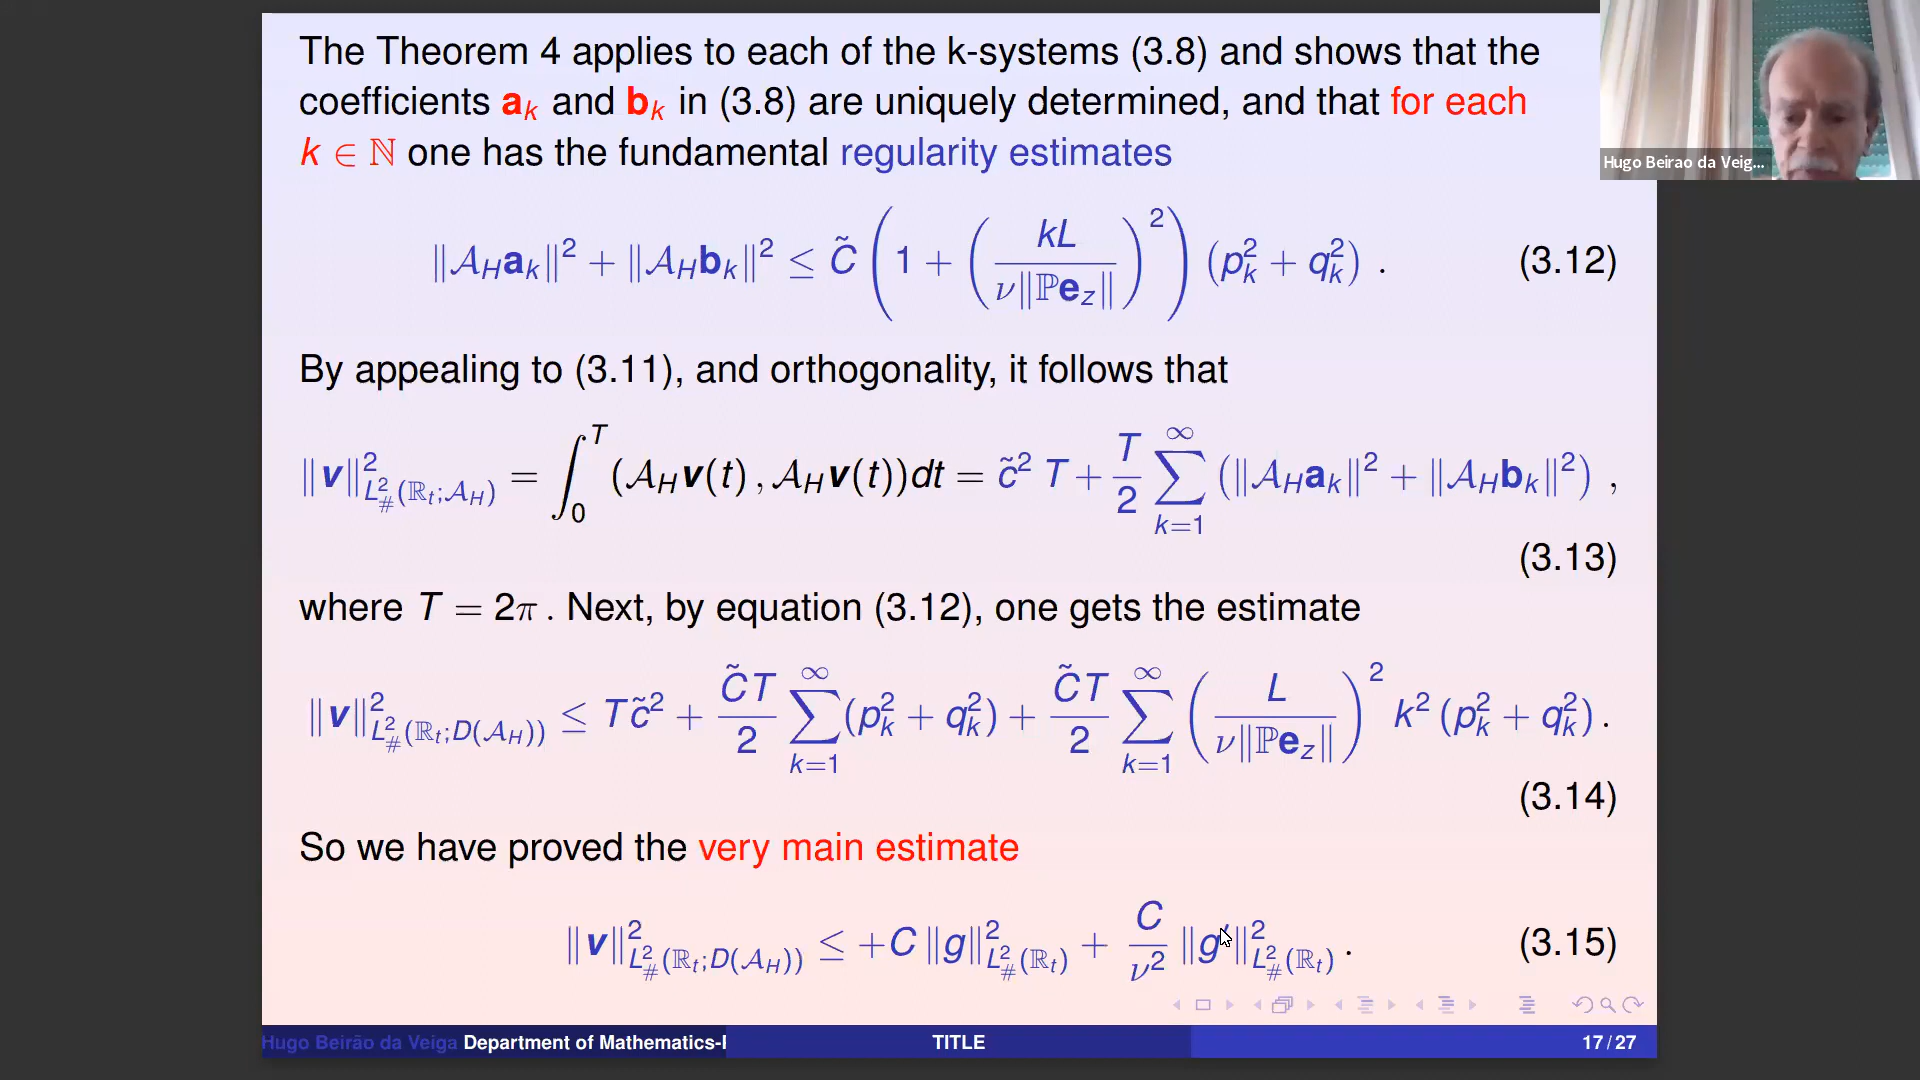 The Theorem 4 applies to each of the k-systems (3.8) and shows that the
coefficients 𝐚ₖ and 𝐛ₖ in (3.8) are uniquely determined, and that for each
k ∈ ℕ one has the fundamental regularity estimates
‖𝒜_H 𝐚_k‖² + ‖𝒜_H 𝐛_k‖² ≤ C̃ (1 + (kL / ν‖ℙ𝐞_z‖)²) (p_k² + q_k²) . (3.12)
By appealing to (3.11), and orthogonality, it follows that
‖𝒗‖²_{L²_#(ℝ_t; 𝒜_H)} = ∫_0^T (𝒜_H 𝒗(t) , 𝒜_H 𝒗(t))dt = c̃² T + T/2 ∑_{k=1}^∞ (‖𝒜_H 𝐚_k‖² + ‖𝒜_H 𝐛_k‖²) ,
(3.13)
where T = 2π . Next, by equation (3.12), one gets the estimate
‖𝒗‖²_{L²_#(ℝ_t; D(𝒜_H))} ≤ T c̃² + C̃T/2 ∑_{k=1}^∞ (p_k² + q_k²) + C̃T/2 ∑_{k=1}^∞ (L / ν‖ℙ𝐞_z‖)² k² (p_k² + q_k²) .
(3.14)
So we have proved the very main estimate
‖𝒗‖²_{L²_#(ℝ_t; D(𝒜_H))} ≤ +C ‖g‖²_{L²_#(ℝ_t)} + C/ν² ‖g′‖²_{L²_#(ℝ_t)} . (3.15)
Hugo Beirão da Veiga Department of Mathematics-I TITLE 17 / 27
Hugo Beirao da Veig...